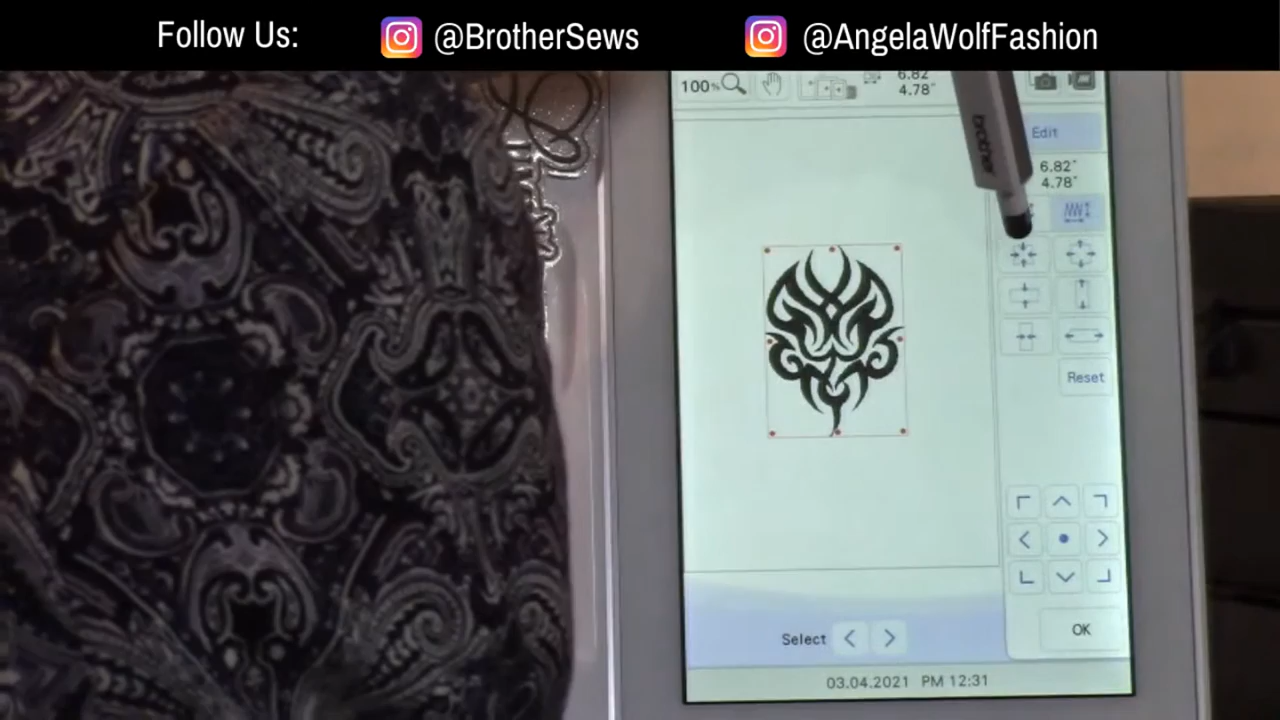 Follow Us: @BrotherSews @AngelaWolfFashion
100%
6.82"
4.78"
Edit
6.82"
4.78"
brother
Reset
OK
Select
03.04.2021 PM 12:31